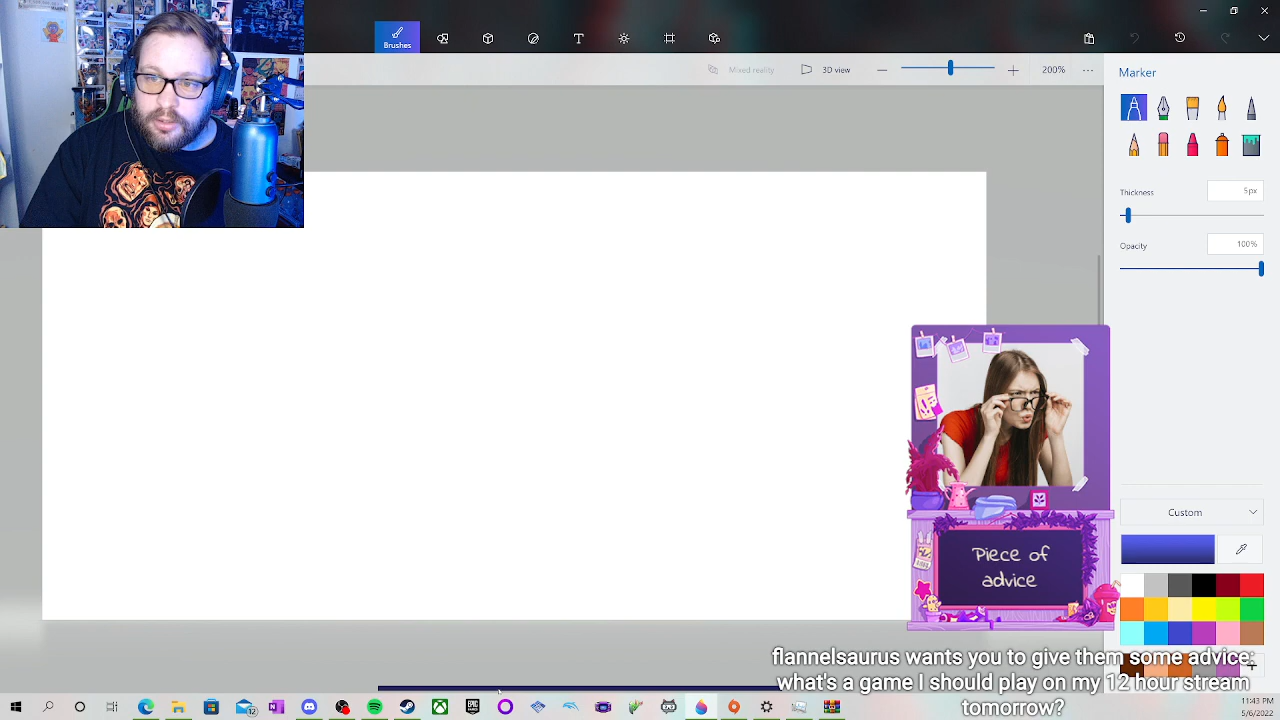 Brushes
Mixed reality
3D view
200%
Marker
Thickness
5px
Opacity
100%
Piece of
advice
Custom
flannelsaurus wants you to give them some advice:
what's a game I should play on my 12 hour stream
tomorrow?
12
EPIC
11:43 PM
5/6/2022